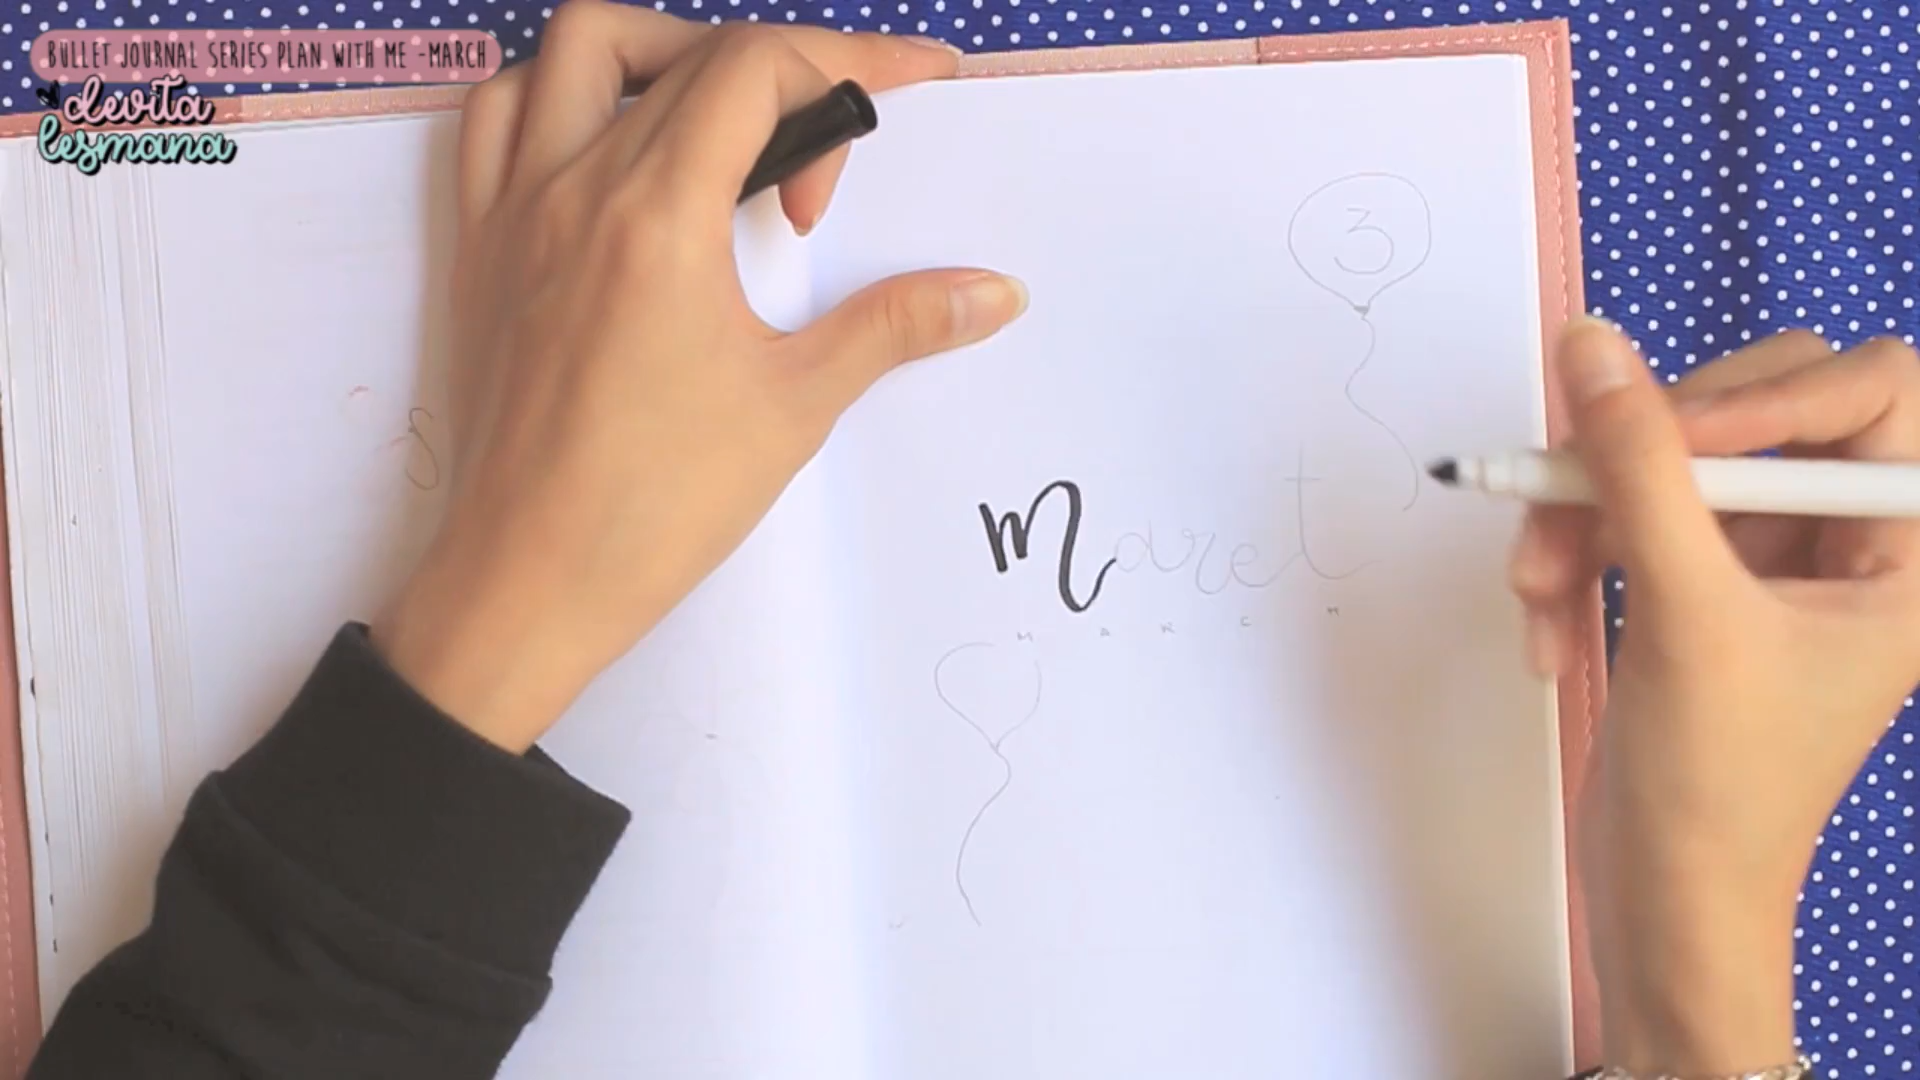 BULLET JOURNAL SERIES PLAN WITH ME -MARCH
devita
lesmana
3
maret
MARCH